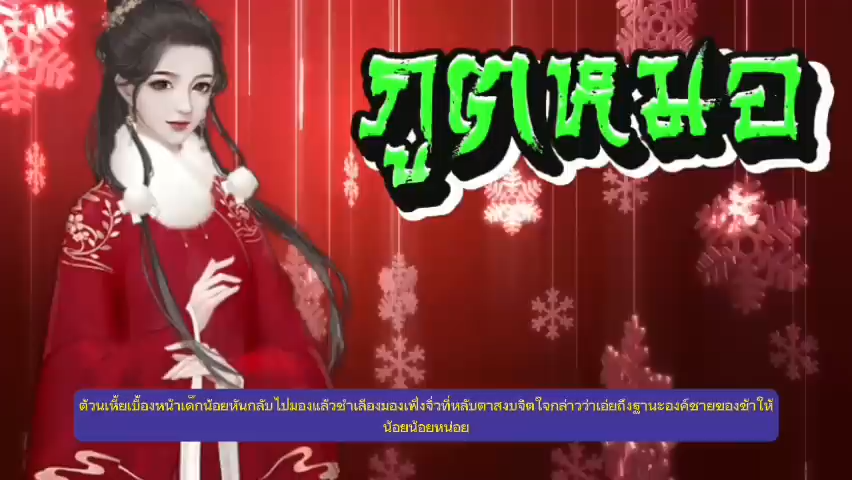 ภูตหมอ
ต้วนเหี้ยเบื้องหน้าเด๊กน้อยหันกลับไปมองแล้วชำเลืองมองเฟิ่งจิ่วที่หลับตาสงบจิตใจกล่าวว่าเอ่ยถึงฐานะองค์ชายของข้าให้
น้อยน้อยหน่อย